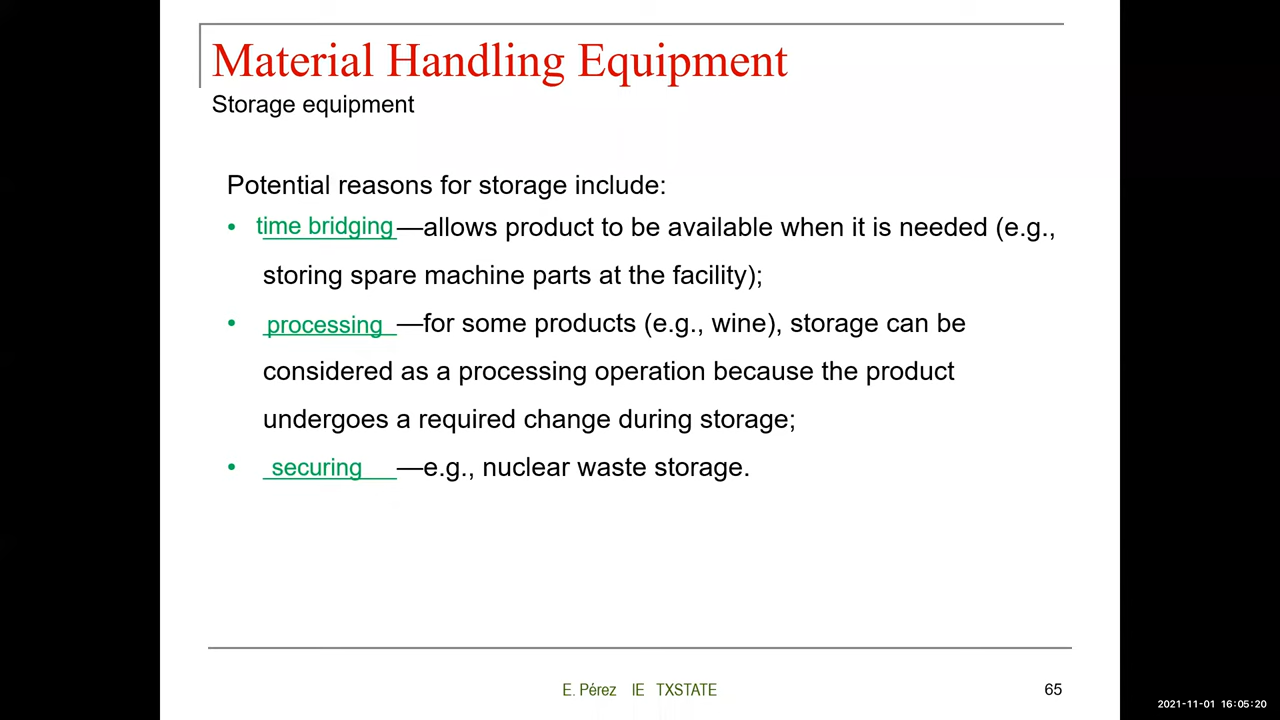 Material Handling Equipment
Storage equipment
Potential reasons for storage include:
• time bridging—allows product to be available when it is needed (e.g.,
storing spare machine parts at the facility);
• processing —for some products (e.g., wine), storage can be
considered as a processing operation because the product
undergoes a required change during storage;
• securing —e.g., nuclear waste storage.
E. Pérez IE TXSTATE
65
2021-11-01 16:05:20